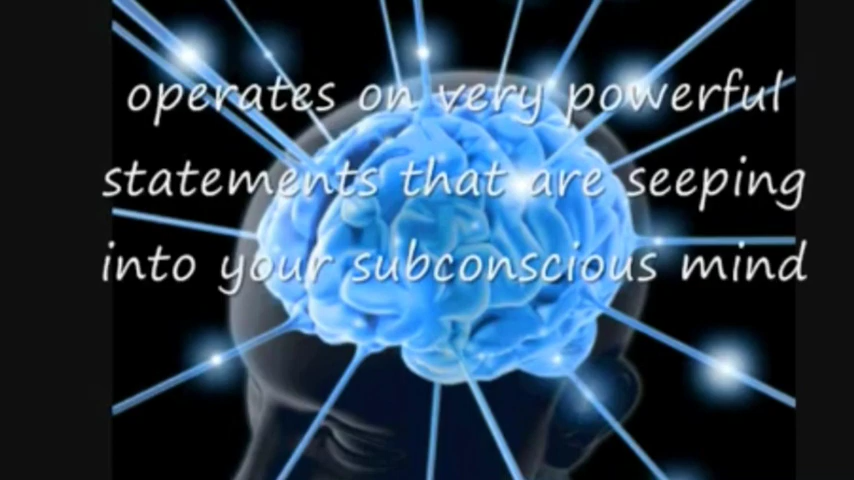 operates on very powerful
statements that are seeping
into your subconscious mind